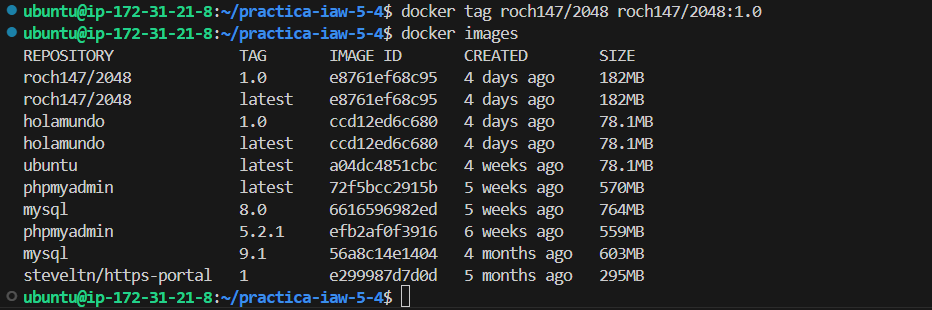 ubuntu@ip-172-31-21-8:~/practica-iaw-5-4$ docker tag roch147/2048 roch147/2048:1.0
ubuntu@ip-172-31-21-8:~/practica-iaw-5-4$ docker images
REPOSITORY TAG IMAGE ID CREATED SIZE
roch147/2048 1.0 e8761ef68c95 4 days ago 182MB
roch147/2048 latest e8761ef68c95 4 days ago 182MB
holamundo 1.0 ccd12ed6c680 4 days ago 78.1MB
holamundo latest ccd12ed6c680 4 days ago 78.1MB
ubuntu latest a04dc4851cbc 4 weeks ago 78.1MB
phpmyadmin latest 72f5bcc2915b 5 weeks ago 570MB
mysql 8.0 6616596982ed 5 weeks ago 764MB
phpmyadmin 5.2.1 efb2af0f3916 6 weeks ago 559MB
mysql 9.1 56a8c14e1404 4 months ago 603MB
steveltn/https-portal 1 e299987d7d0d 5 months ago 295MB
ubuntu@ip-172-31-21-8:~/practica-iaw-5-4$